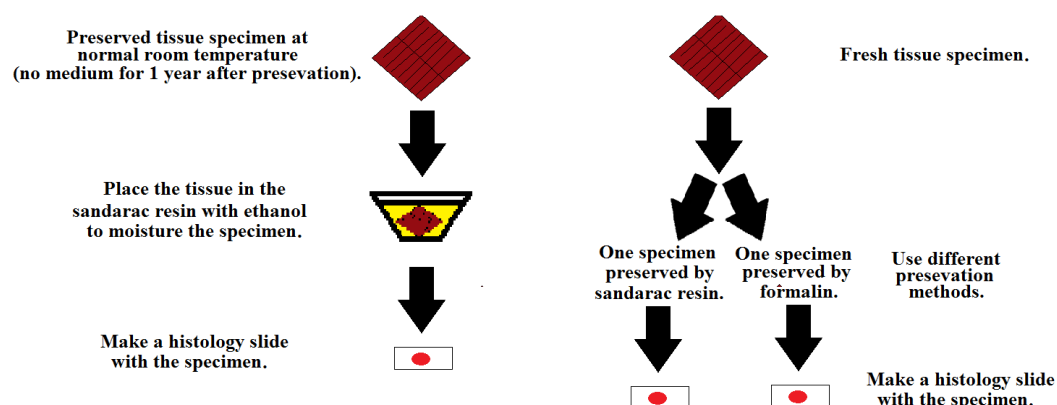 Preserved tissue specimen at
normal room temperature
(no medium for 1 year after presevation).
Place the tissue in the
sandarac resin with ethanol
to moisture the specimen.
Make a histology slide
with the specimen.
Fresh tissue specimen.
One specimen
preserved by
sandarac resin.
One specimen
preserved by
formalin.
Use different
presevation
methods.
Make a histology slide
with the specimen.